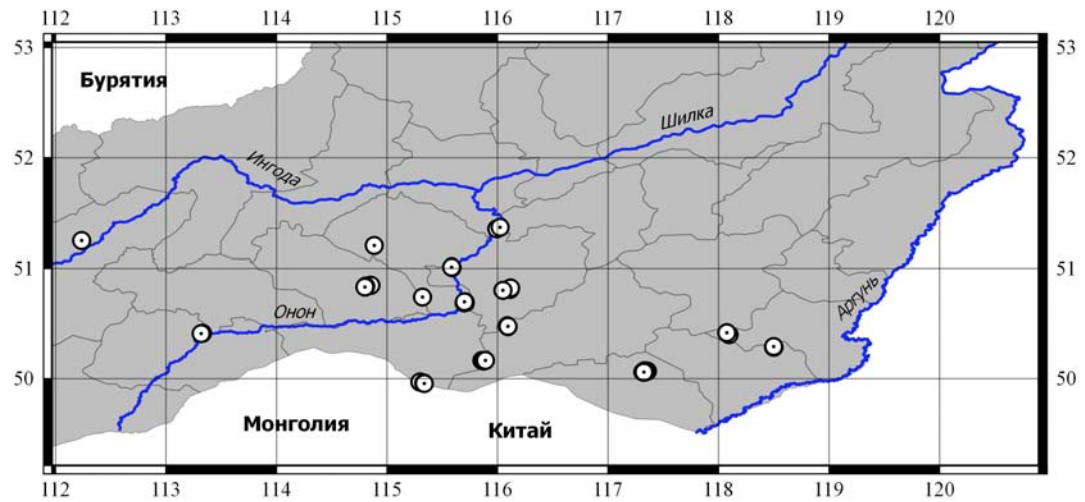 112 113 114 115 116 117 118 119 120
53 53
Бурятия
Шилка
52 52
Ингода
51 51
Аргунь
Онон
50 50
Монголия Китай
112 113 114 115 116 117 118 119 120